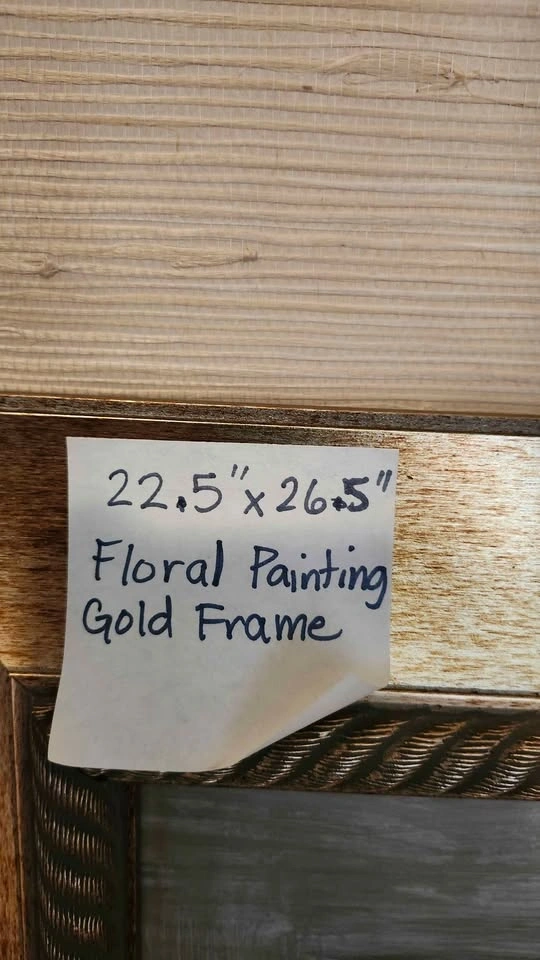 22.5" x 26.5"
Floral Painting
Gold Frame